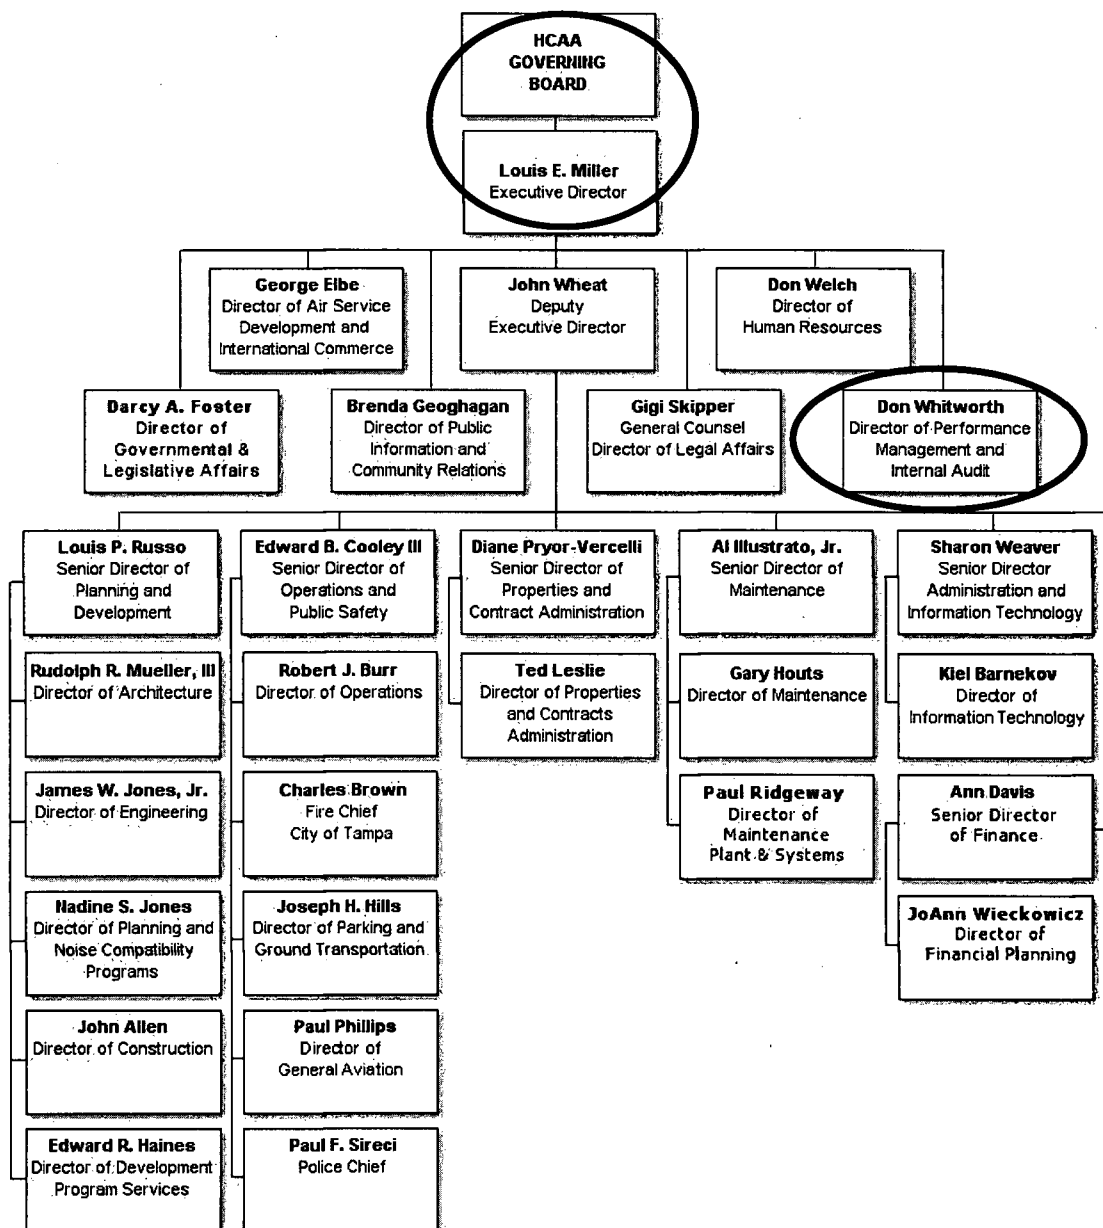 HCAA
GOVERNING
BOARD
Louis E. Miller
Executive Director
George Elbe
Director of Air Service
Development and
International Commerce
John Wheat
Deputy
Executive Director
Don Welch
Director of
Human Resources
Darcy A. Foster
Director of
Governmental &
Legislative Affairs
Brenda Geoghagan
Director of Public
Information and
Community Relations
Gigi Skipper
General Counsel
Director of Legal Affairs
Don Whitworth
Director of Performance
Management and
Internal Audit
Louis P. Russo
Senior Director of
Planning and
Development
Edward B. Cooley III
Senior Director of
Operations and
Public Safety
Diane Pryor-Vercelli
Senior Director of
Properties and
Contract Administration
Al Illustrato, Jr.
Senior Director of
Maintenance
Sharon Weaver
Senior Director
Administration and
Information Technology
Rudolph R. Mueller, III
Director of Architecture
Robert J. Burr
Director of Operations
Ted Leslie
Director of Properties
and Contracts
Administration
Gary Houts
Director of Maintenance
Kiel Barnekov
Director of
Information Technology
James W. Jones, Jr.
Director of Engineering
Charles Brown
Fire Chief
City of Tampa
Paul Ridgeway
Director of
Maintenance
Plant & Systems
Ann Davis
Senior Director
of Finance
Nadine S. Jones
Director of Planning and
Noise Compatibility
Programs
Joseph H. Hills
Director of Parking and
Ground Transportation
JoAnn Wieckowicz
Director of
Financial Planning
John Allen
Director of Construction
Paul Phillips
Director of
General Aviation
Edward R. Haines
Director of Development
Program Services
Paul F. Sireci
Police Chief